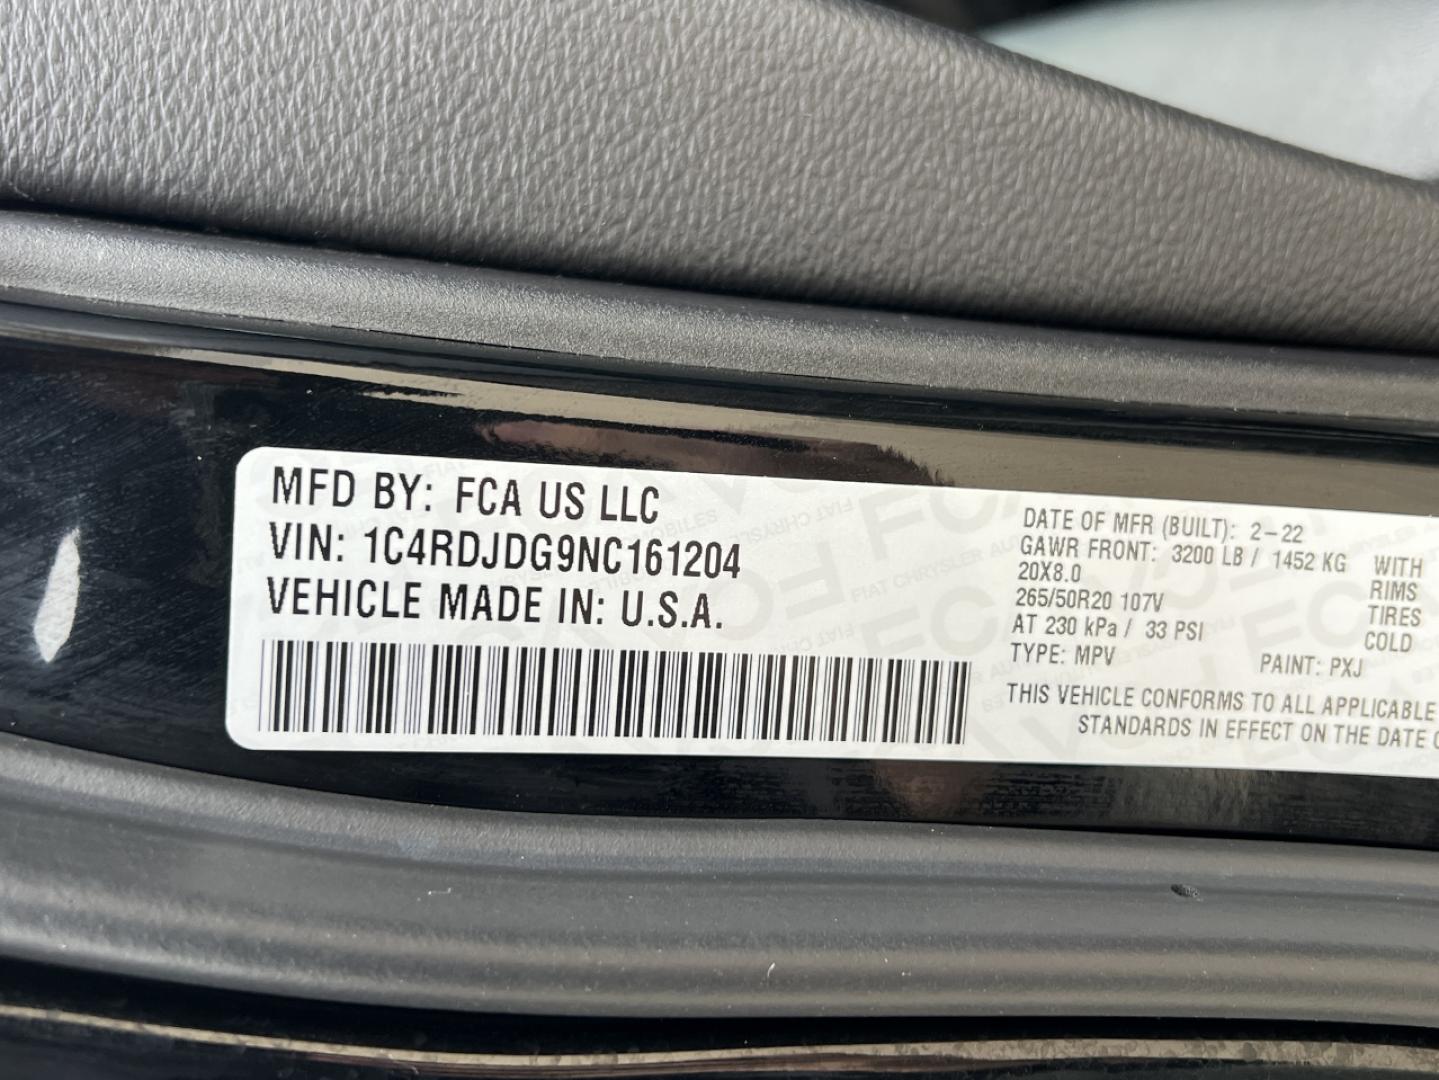 MFD BY: FCA US LLC
VIN: 1C4RDJDG9NC161204
VEHICLE MADE IN: U.S.A.
DATE OF MFR (BUILT): 2-22
GAWR FRONT: 3200 LB / 1452 KG WITH
20X8.0 RIMS
265/50R20 107V TIRES
AT 230 kPa / 33 PSI COLD
TYPE: MPV PAINT: PXJ
THIS VEHICLE CONFORMS TO ALL APPLICABLE
STANDARDS IN EFFECT ON THE DATE